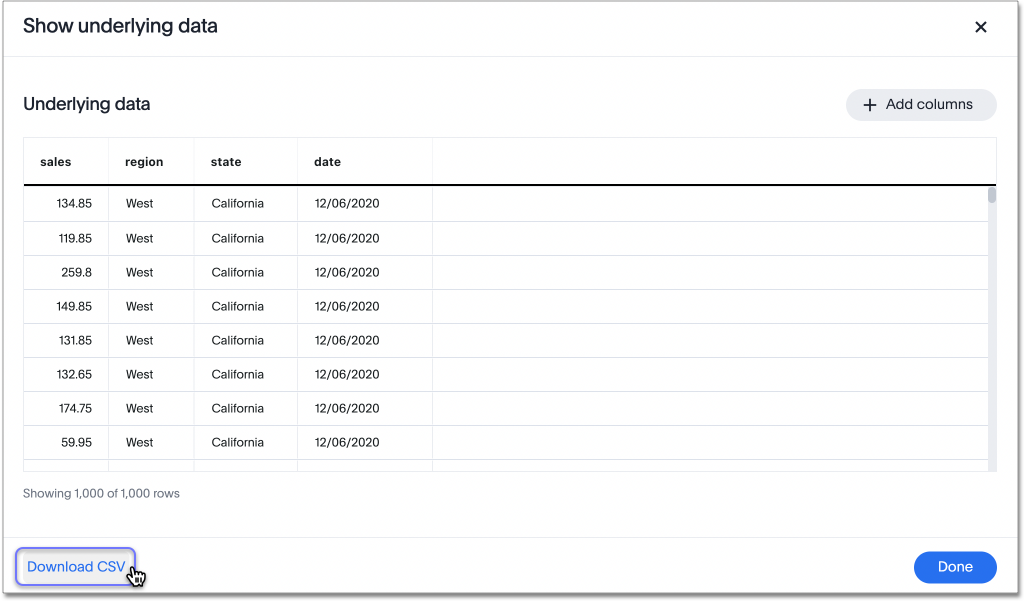 Show underlying data
Underlying data
Add columns
sales region state date
134.85 West California 12/06/2020
119.85 West California 12/06/2020
259.8 West California 12/06/2020
149.85 West California 12/06/2020
131.85 West California 12/06/2020
132.65 West California 12/06/2020
174.75 West California 12/06/2020
59.95 West California 12/06/2020
Showing 1,000 of 1,000 rows
Download CSV
Done